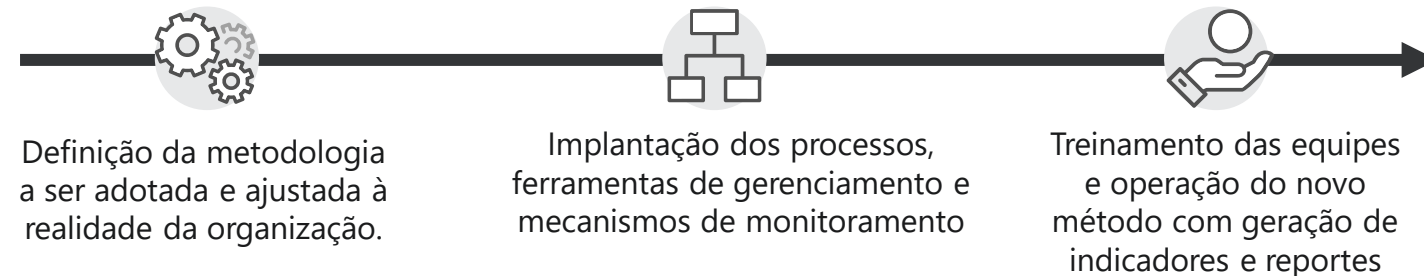 Definição da metodologia
a ser adotada e ajustada à
realidade da organização.
Implantação dos processos,
ferramentas de gerenciamento e
mecanismos de monitoramento
Treinamento das equipes
e operação do novo
método com geração de
indicadores e reportes